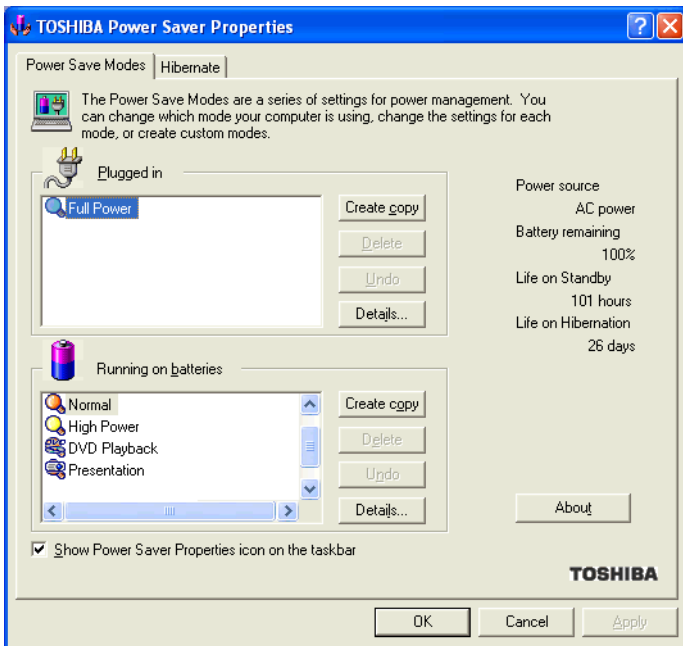 TOSHIBA Power Saver Properties
Power Save Modes
Hibernate
The Power Save Modes are a series of settings for power management. You
can change which mode your computer is using, change the settings for each
mode, or create custom modes.
Plugged in
Full Power
Create copy
Delete
Undo
Details...
Running on batteries
Normal
High Power
DVD Playback
Presentation
Create copy
Delete
Undo
Details...
Power source
AC power
Battery remaining
100%
Life on Standby
101 hours
Life on Hibernation
26 days
About
Show Power Saver Properties icon on the taskbar
TOSHIBA
OK
Cancel
Apply